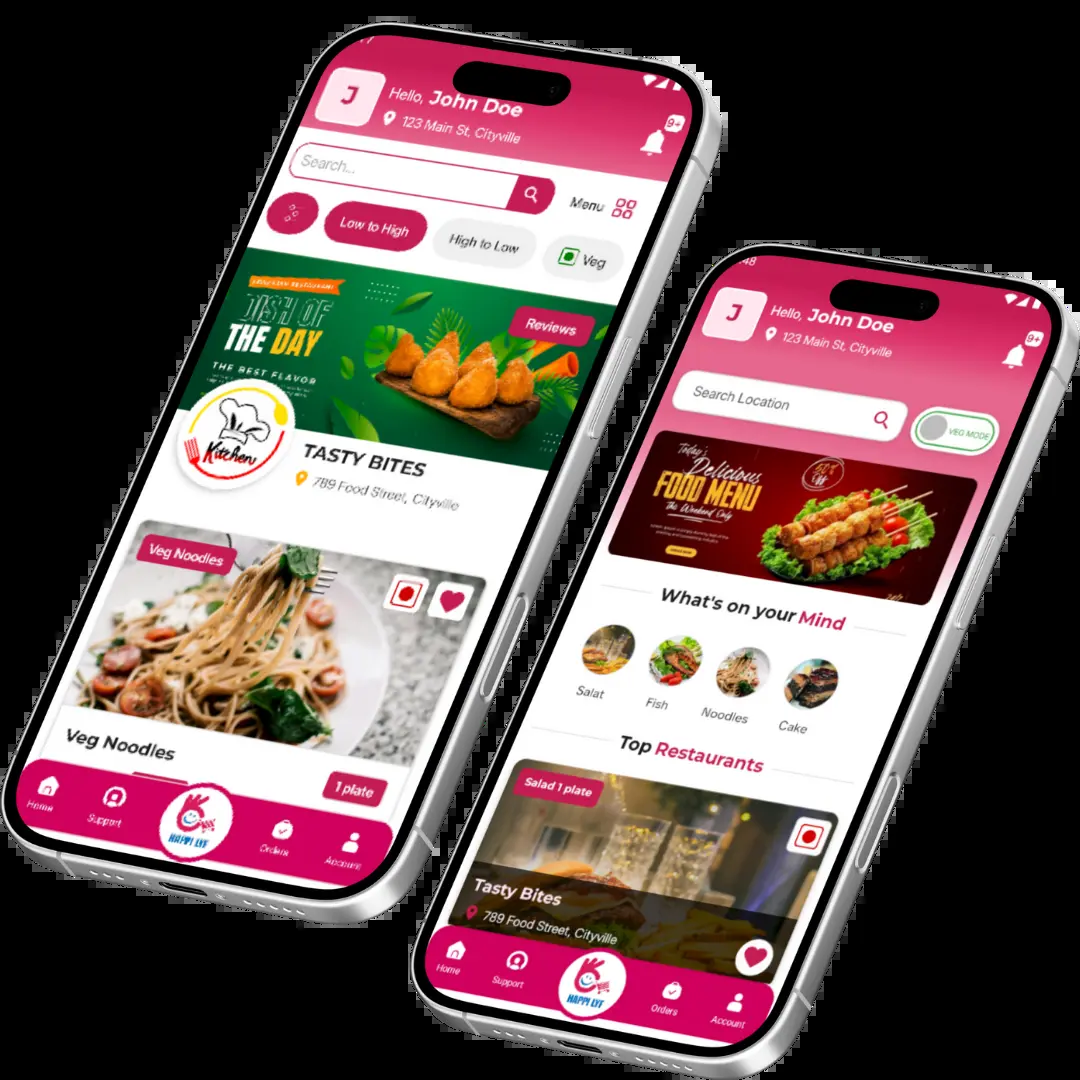 J
Hello, John Doe
123 Main St, Cityville
9+
Search...
Menu
Low to High
High to Low
Veg
DISH OF
THE DAY
THE BEST FLAVOR
Reviews
Kitchen
TASTY BITES
789 Food Street, Cityville
Veg Noodles
Veg Noodles
1 plate
Home
Support
HAPPI LYF
Orders
Account
48
J
Hello, John Doe
123 Main St, Cityville
9+
Search Location
VEG MODE
Today's
Delicious
FOOD MENU
This Weekend Only
What's on your Mind
Salat
Fish
Noodles
Cake
Top Restaurants
Salad 1 plate
Tasty Bites
789 Food Street, Cityville
Home
Support
HAPPI LYF
Orders
Account